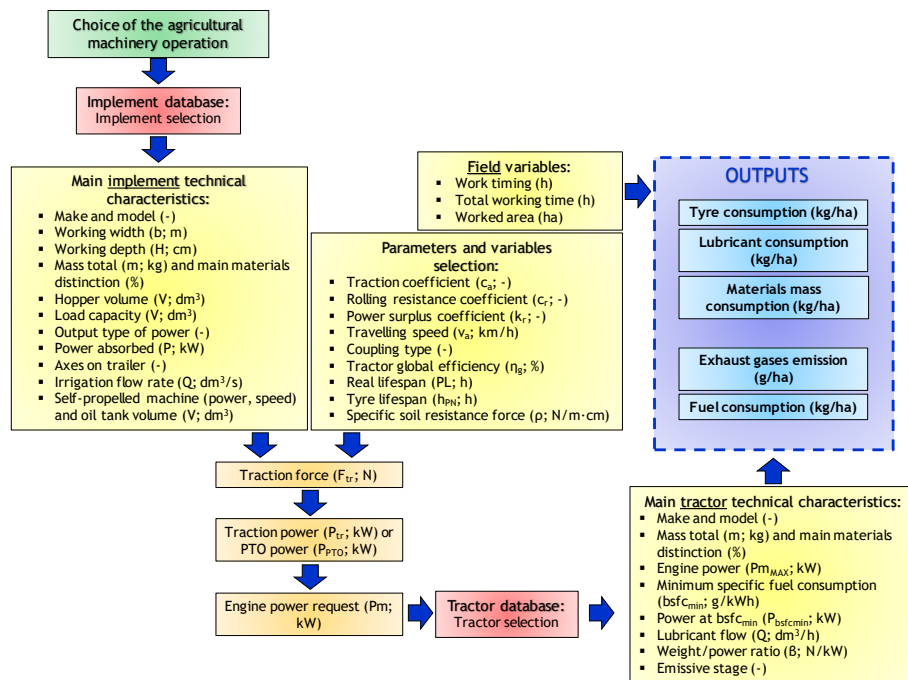 Choice of the agricultural
machinery operation
Implement database:
Implement selection
Main implement technical
characteristics:
▪ Make and model (-)
▪ Working width (b; m)
▪ Working depth (H; cm)
▪ Mass total (m; kg) and main materials
distinction (%)
▪ Hopper volume (V; dm³)
▪ Load capacity (V; dm³)
▪ Output type of power (-)
▪ Power absorbed (P; kW)
▪ Axes on trailer (-)
▪ Irrigation flow rate (Q; dm³/s)
▪ Self-propelled machine (power, speed)
and oil tank volume (V; dm³)
Field variables:
▪ Work timing (h)
▪ Total working time (h)
▪ Worked area (ha)
Parameters and variables
selection:
▪ Traction coefficient (cₐ; -)
▪ Rolling resistance coefficient (cᵣ; -)
▪ Power surplus coefficient (kᵣ; -)
▪ Travelling speed (vₐ; km/h)
▪ Coupling type (-)
▪ Tractor global efficiency (η_g; %)
▪ Real lifespan (PL; h)
▪ Tyre lifespan (h_PN; h)
▪ Specific soil resistance force (ρ; N/m·cm)
Traction force (F_tr; N)
Traction power (P_tr; kW) or
PTO power (P_PTO; kW)
Engine power request (Pm;
kW)
Tractor database:
Tractor selection
OUTPUTS
Tyre consumption (kg/ha)
Lubricant consumption
(kg/ha)
Materials mass
consumption (kg/ha)
Exhaust gases emission
(g/ha)
Fuel consumption (kg/ha)
Main tractor technical characteristics:
▪ Make and model (-)
▪ Mass total (m; kg) and main materials
distinction (%)
▪ Engine power (Pm_MAX; kW)
▪ Minimum specific fuel consumption
(bsfc_min; g/kWh)
▪ Power at bsfc_min (P_bsfcmin; kW)
▪ Lubricant flow (Q; dm³/h)
▪ Weight/power ratio (β; N/kW)
▪ Emissive stage (-)